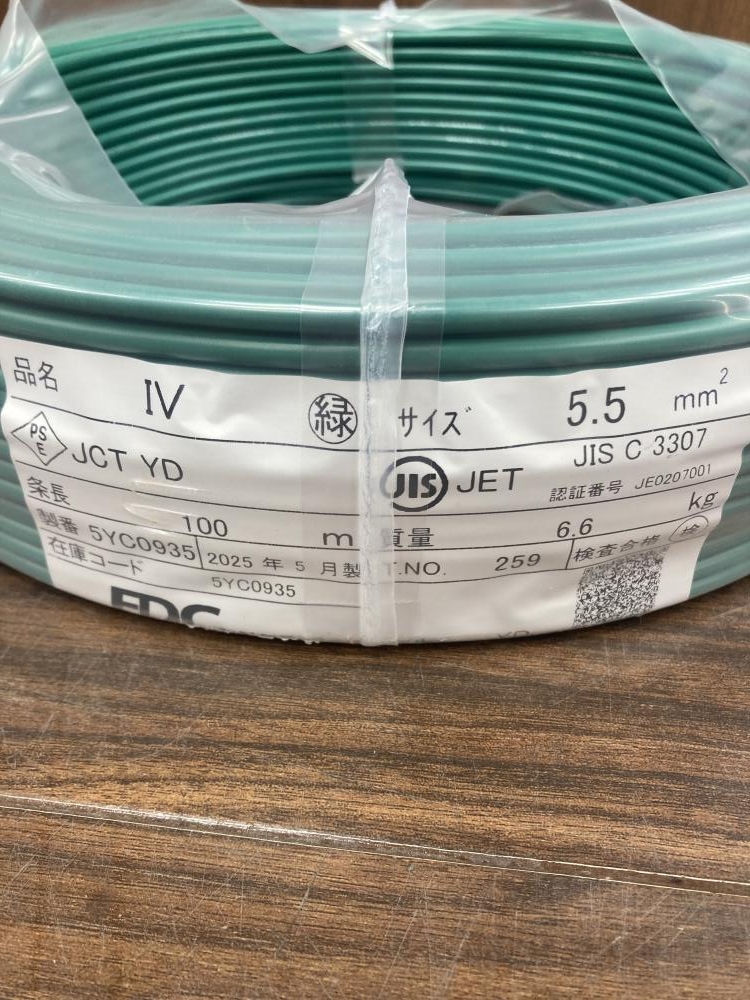 品名 IV 緑 サイズ 5.5 mm2
PS E JCT YD JIS JET JIS C 3307
認証番号 JE0207001
条長 100 m 質量 6.6 kg
製番 5YC0935 2025 年 5 月製 T.NO. 259 検査合格 検
在庫コード 5YC0935